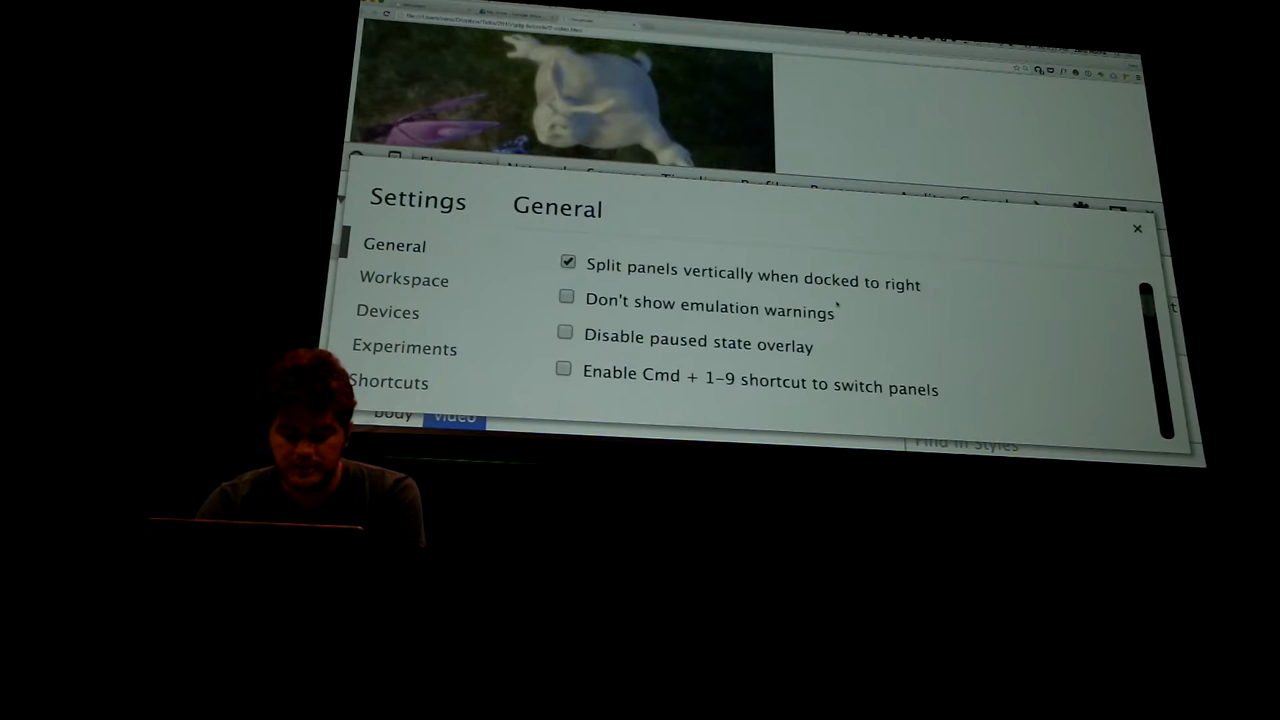 Settings
General
General
Workspace
Devices
Experiments
Shortcuts
Split panels vertically when docked to right
Don't show emulation warnings
Disable paused state overlay
Enable Cmd + 1-9 shortcut to switch panels
body video
Find in Styles